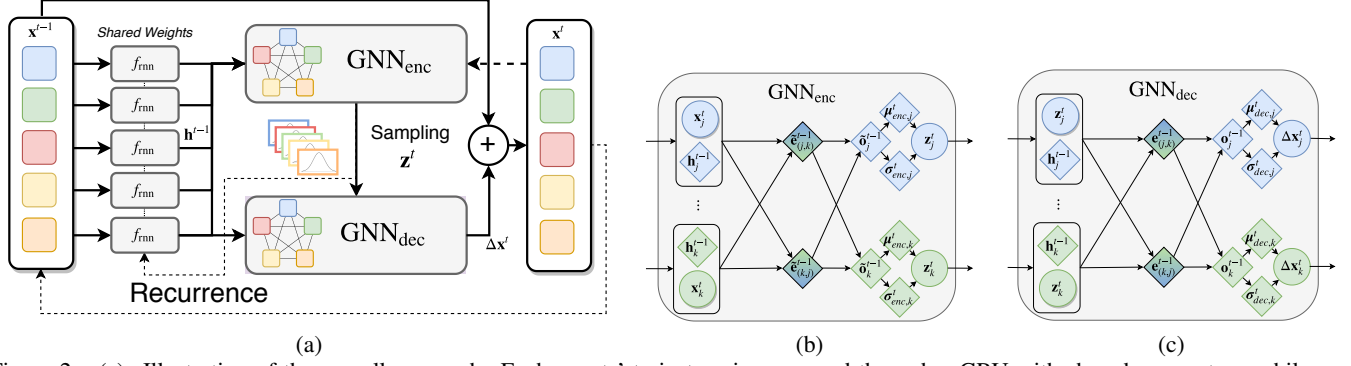 x^{t−1}
Shared Weights
f_rnn
f_rnn
f_rnn
f_rnn
f_rnn
h^{t−1}
GNN_enc
Sampling
z^t
GNN_dec
Δx^t
+
x^t
Recurrence
(a)
GNN_enc
x_j^t
h_j^{t−1}
⋮
h_k^{t−1}
x_k^t
ẽ_{(j,k)}^{t−1}
ẽ_{(k,j)}^{t−1}
õ_j^{t−1}
μ_{enc,j}^t
σ_{enc,j}^t
z_j^t
õ_k^{t−1}
μ_{enc,k}^t
σ_{enc,k}^t
z_k^t
(b)
GNN_dec
z_j^t
h_j^{t−1}
⋮
h_k^{t−1}
z_k^t
e_{(j,k)}^{t−1}
e_{(k,j)}^{t−1}
o_j^{t−1}
μ_{dec,j}^t
σ_{dec,j}^t
Δx_j^t
o_k^{t−1}
μ_{dec,k}^t
σ_{dec,k}^t
Δx_k^t
(c)